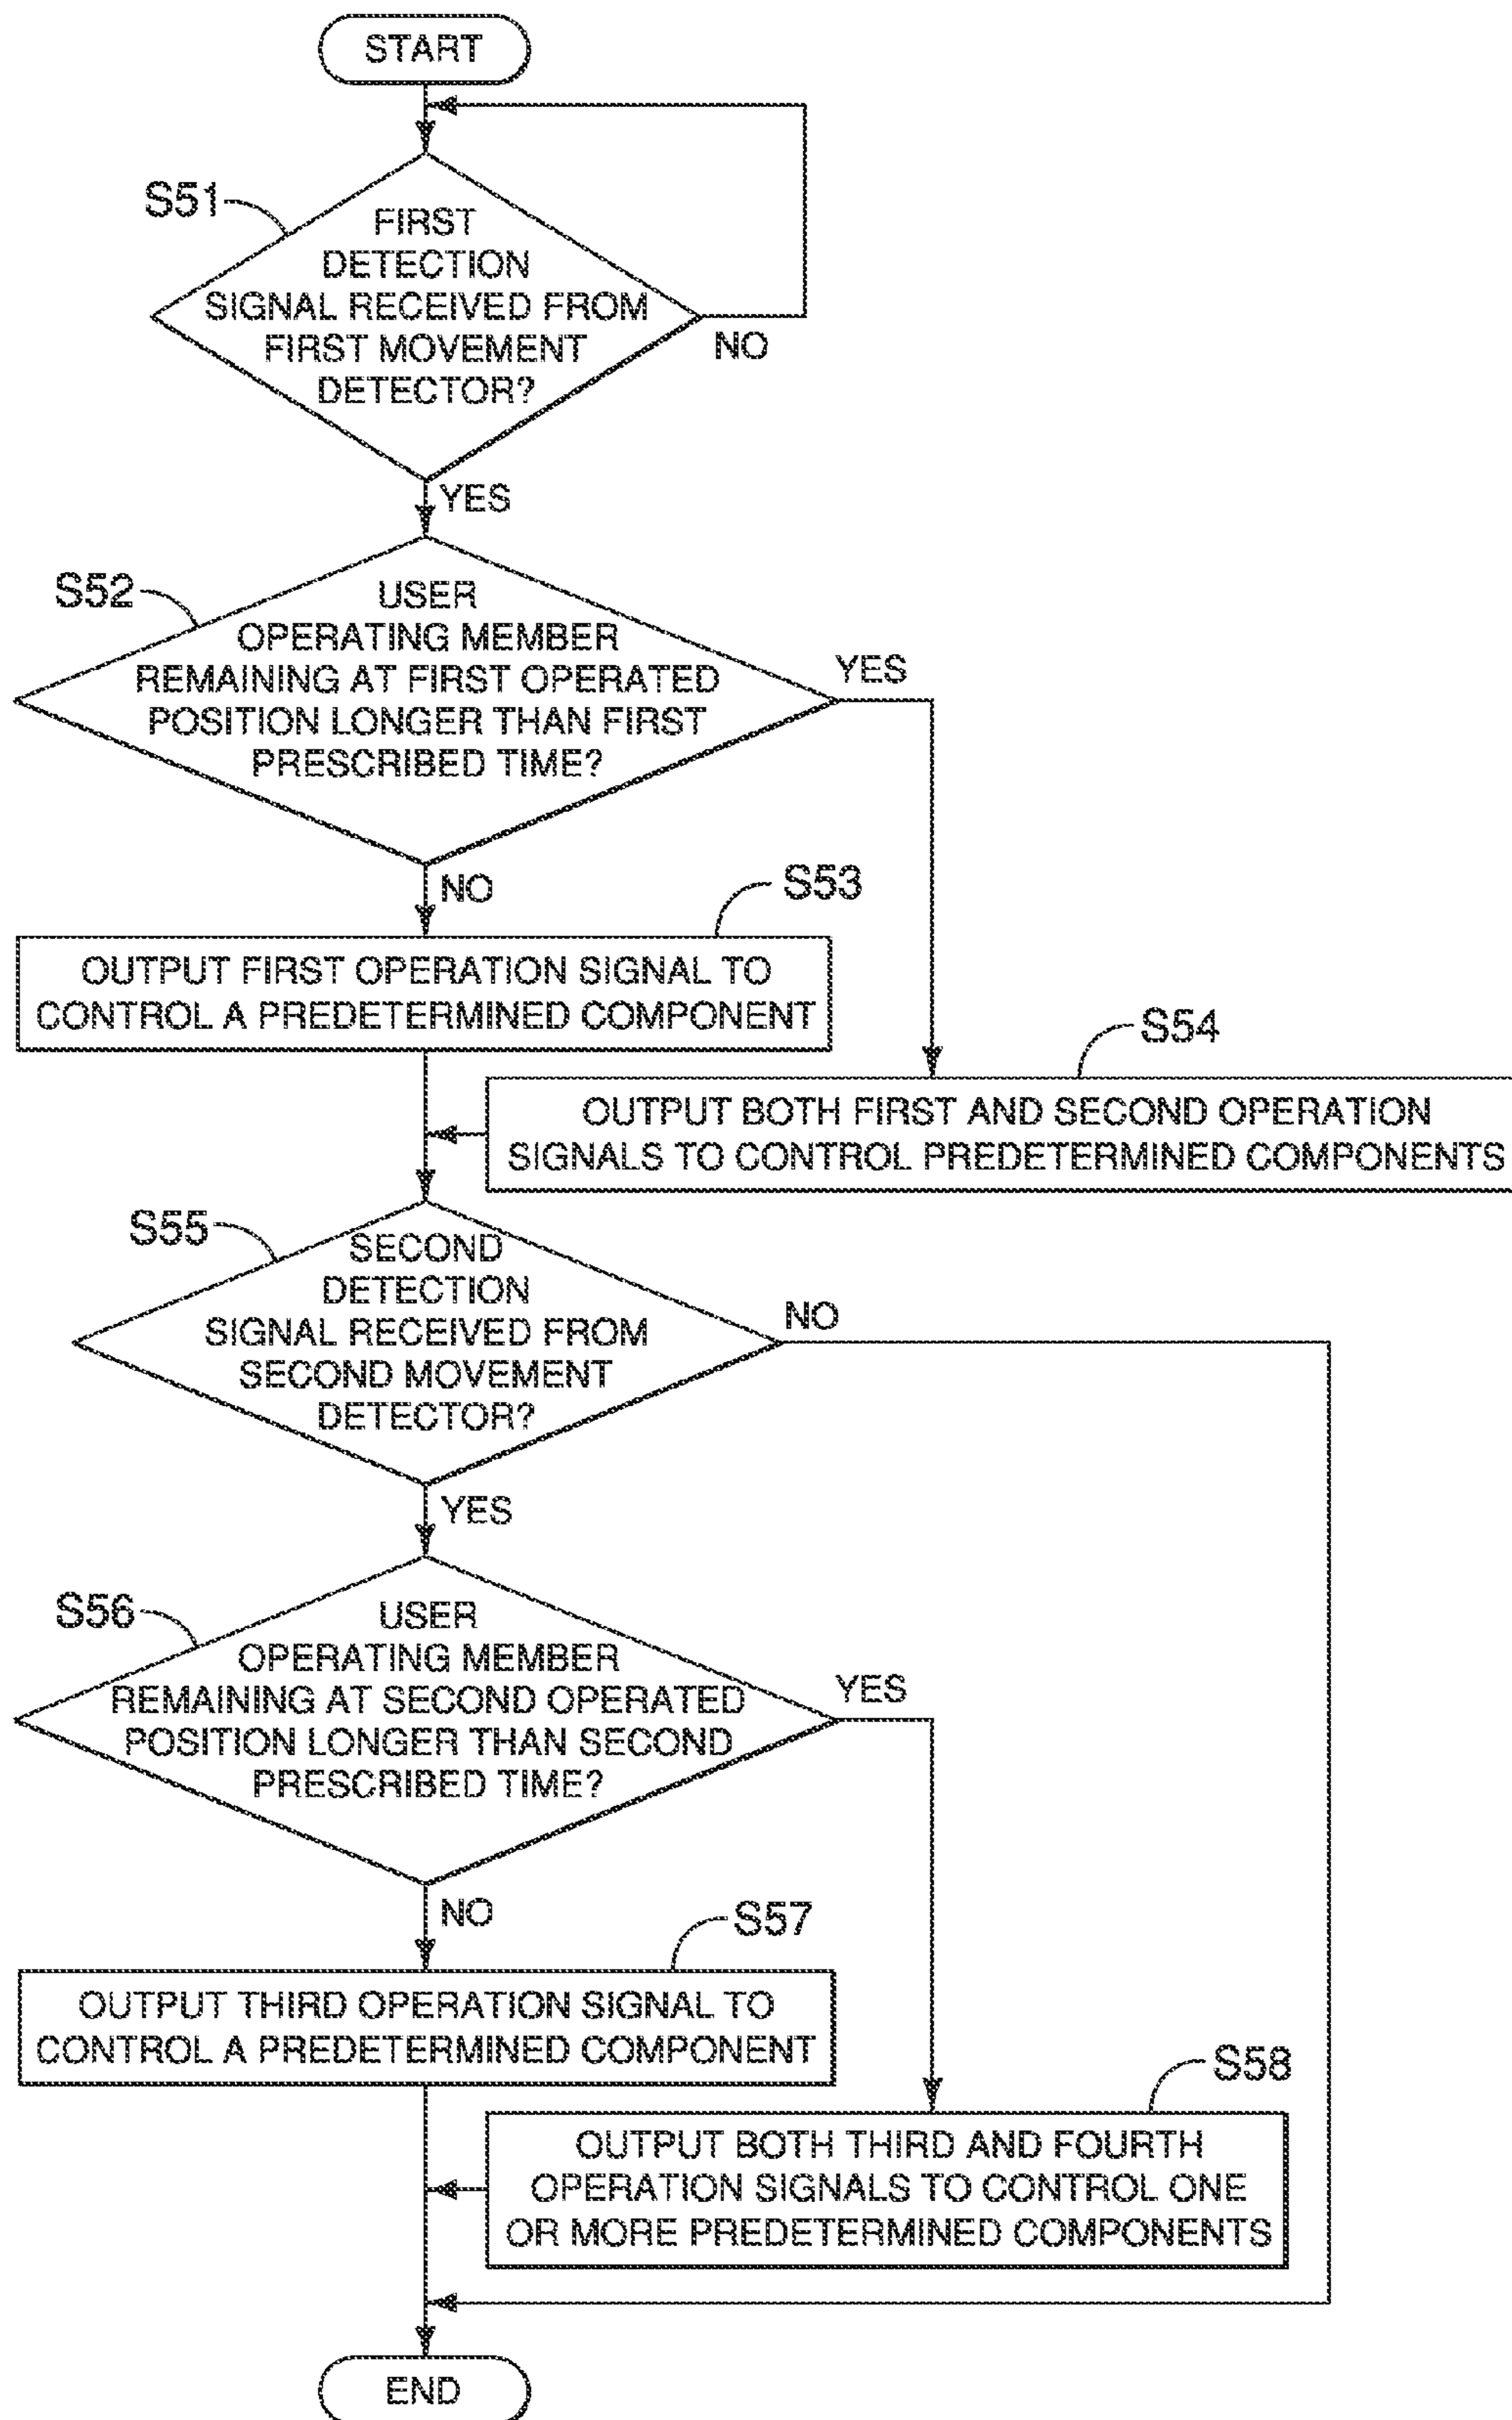 START
S51
FIRST
DETECTION
SIGNAL RECEIVED FROM
FIRST MOVEMENT
DETECTOR?
NO
YES
S52
USER
OPERATING MEMBER
REMAINING AT FIRST OPERATED
POSITION LONGER THAN FIRST
PRESCRIBED TIME?
YES
NO
S53
OUTPUT FIRST OPERATION SIGNAL TO
CONTROL A PREDETERMINED COMPONENT
S54
OUTPUT BOTH FIRST AND SECOND OPERATION
SIGNALS TO CONTROL PREDETERMINED COMPONENTS
S55
SECOND
DETECTION
SIGNAL RECEIVED FROM
SECOND MOVEMENT
DETECTOR?
NO
YES
S56
USER
OPERATING MEMBER
REMAINING AT SECOND OPERATED
POSITION LONGER THAN SECOND
PRESCRIBED TIME?
YES
NO
S57
OUTPUT THIRD OPERATION SIGNAL TO
CONTROL A PREDETERMINED COMPONENT
S58
OUTPUT BOTH THIRD AND FOURTH
OPERATION SIGNALS TO CONTROL ONE
OR MORE PREDETERMINED COMPONENTS
END